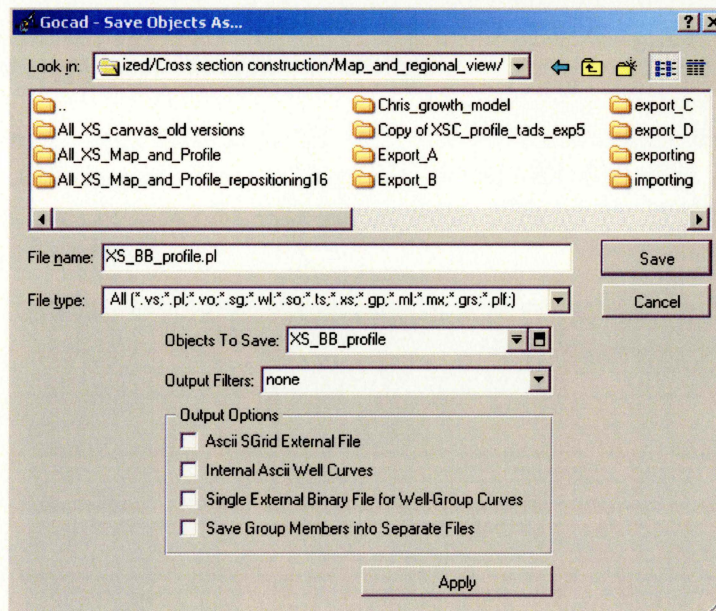 Gocad - Save Objects As...
Look in: ized/Cross section construction/Map_and_regional_view/
..
All_XS_canvas_old versions
All_XS_Map_and_Profile
All_XS_Map_and_Profile_repositioning16
Chris_growth_model
Copy of XSC_profile_tads_exp5
Export_A
Export_B
export_C
export_D
exporting
importing
File name: XS_BB_profile.pl
Save
File type: All (*.vs;*.pl;*.vo;*.sg;*.wl;*.so;*.ts;*.xs;*.gp;*.ml;*.mx;*.grs;*.plf;)
Cancel
Objects To Save: XS_BB_profile
Output Filters: none
Output Options
Ascii SGrid External File
Internal Ascii Well Curves
Single External Binary File for Well-Group Curves
Save Group Members into Separate Files
Apply